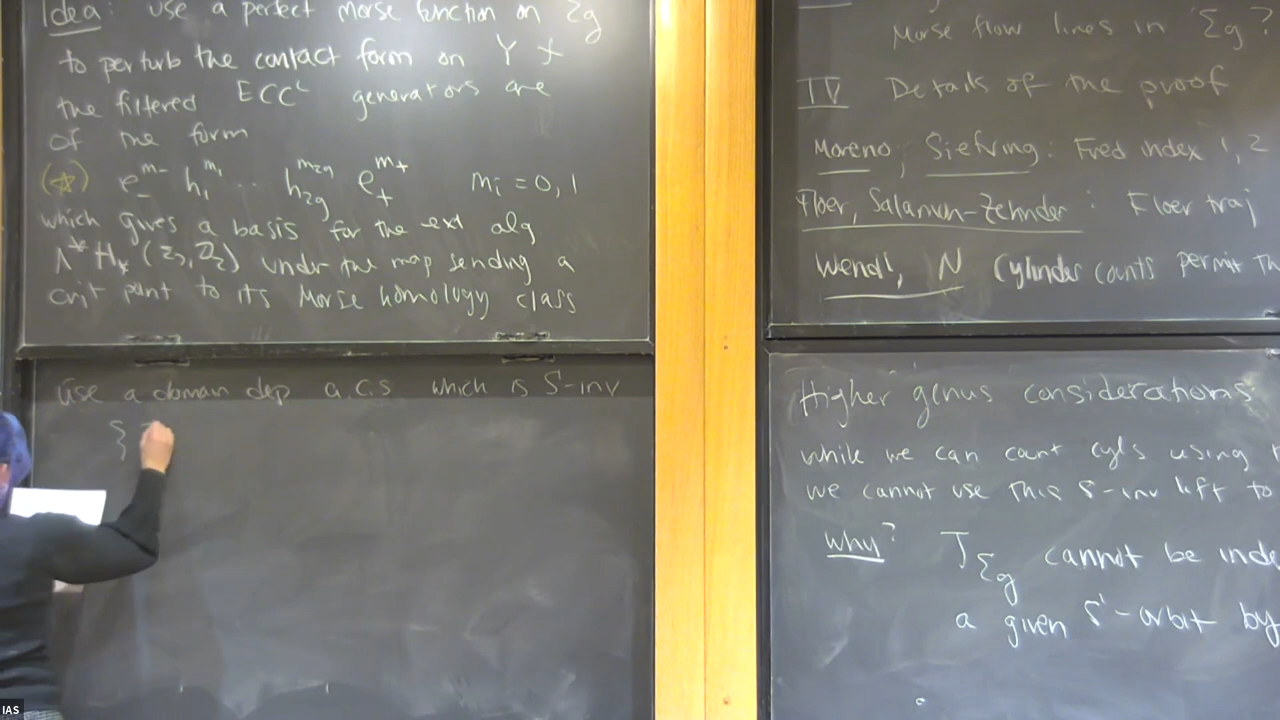 Idea: Use a perfect Morse function on Σg
to perturb the contact form on Y
the filtered ECC^L generators are
of the form
(☆) e_-^{m_-} h_1^{m_1} .. h_{2g}^{m_{2g}} e_+^{m_+} m_i = 0, 1
which gives a basis for the ext alg
Λ^* H_* (Σg, Z_2) under the map sending a
crit point to its Morse homology class
Use a domain dep a.c.s which is S^1-inv
Morse flow lines in Σg?
IV Details of the proof
Moreno, Siefring: Fred index 1, 2
Floer, Salamon-Zehnder: Floer traj
Wendl, N Cylinder counts permit
Higher genus considerations
while we can count cyls using
we cannot use this S^1-inv lift to
Why? J_{Σg} cannot be
a given S^1-orbit by
IAS